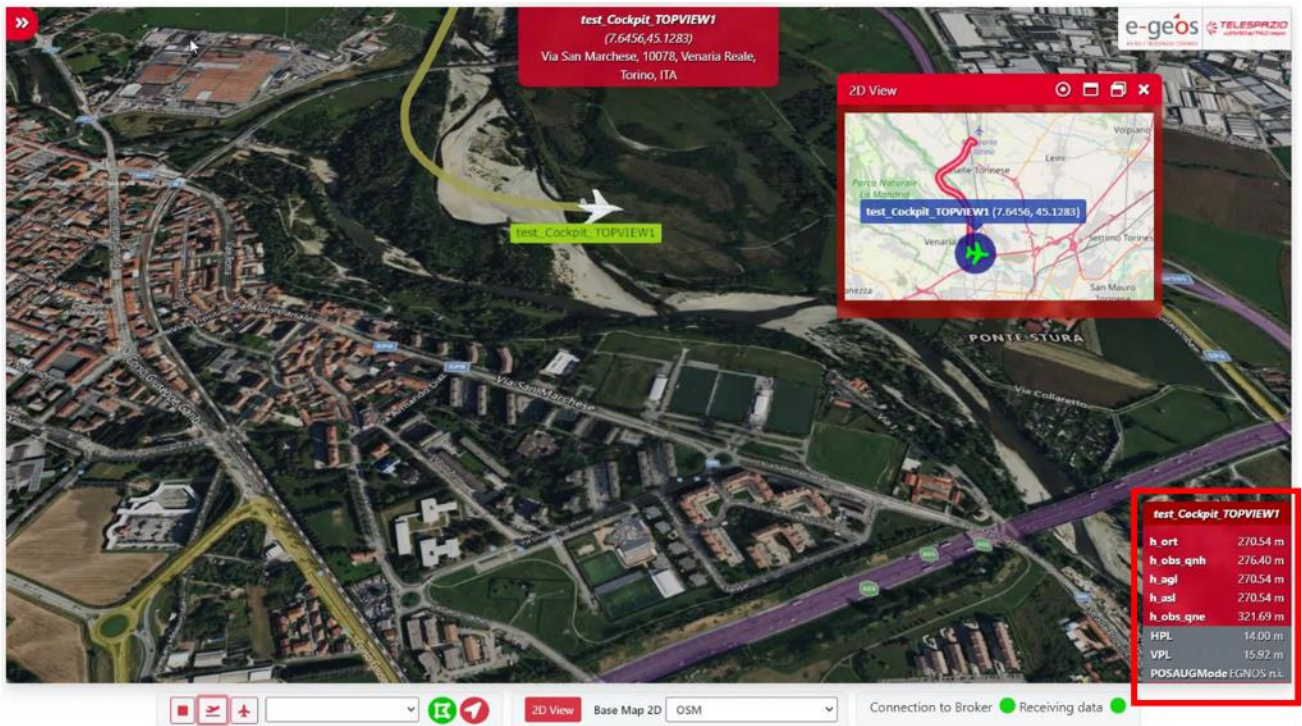 »
test_Cockpit_TOPVIEW1
(7.6456,45.1283)
Via San Marchese, 10078, Venaria Reale,
Torino, ITA
e-geos
TELESPAZIO
2D View
Volpiano
Leini
Caselle Torinese
Parco Naturale
La Mandria
test_Cockpit_TOPVIEW1 (7.6456, 45.1283)
Venaria
Settimo Torines
San Mauro
Torinese
anezza
test_Cockpit_TOPVIEW1
PONTE STURA
Via Collaretto
Via San Marchese
test_Cockpit_TOPVIEW1
h_ort 270.54 m
h_obs_qnh 276.40 m
h_agl 270.54 m
h_asl 270.54 m
h_obs_qne 321.69 m
HPL 14.00 m
VPL 15.92 m
POSAUGMode EGNOS n.i.
2D View Base Map 2D OSM Connection to Broker Receiving data